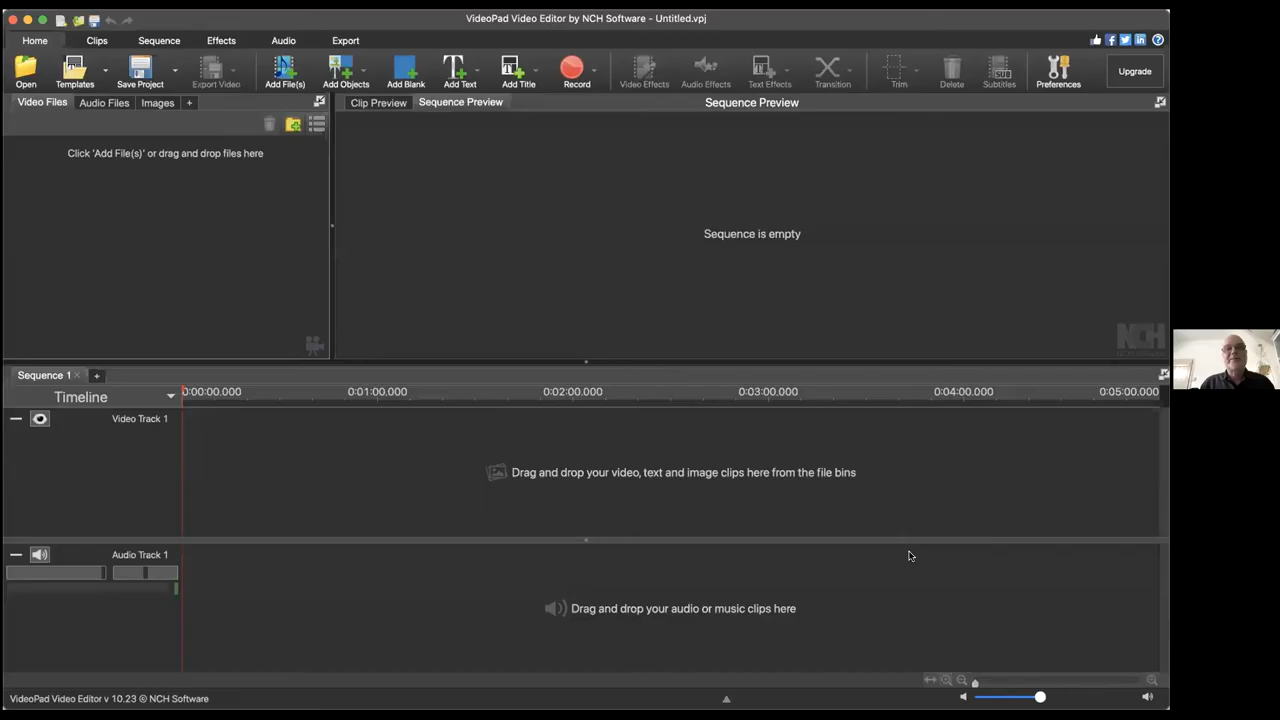 VideoPad Video Editor by NCH Software - Untitled.vpj
Home Clips Sequence Effects Audio Export
Open Templates Save Project Export Video Add File(s) Add Objects Add Blank Add Text Add Title Record Video Effects Audio Effects Text Effects Transition Trim Delete Subtitles Preferences Upgrade
Video Files Audio Files Images +
Clip Preview Sequence Preview Sequence Preview
Click 'Add File(s)' or drag and drop files here
Sequence is empty
NCH
Sequence 1 × +
Timeline 0:00:00.000 0:01:00.000 0:02:00.000 0:03:00.000 0:04:00.000 0:05:00.000
Video Track 1
Drag and drop your video, text and image clips here from the file bins
Audio Track 1
Drag and drop your audio or music clips here
VideoPad Video Editor v 10.23 © NCH Software